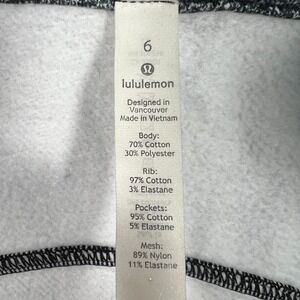 6
lululemon
Designed in
Vancouver
Made in Vietnam
Body:
70% Cotton
30% Polyester
Rib:
97% Cotton
3% Elastane
Pockets:
95% Cotton
5% Elastane
Mesh:
89% Nylon
11% Elastane